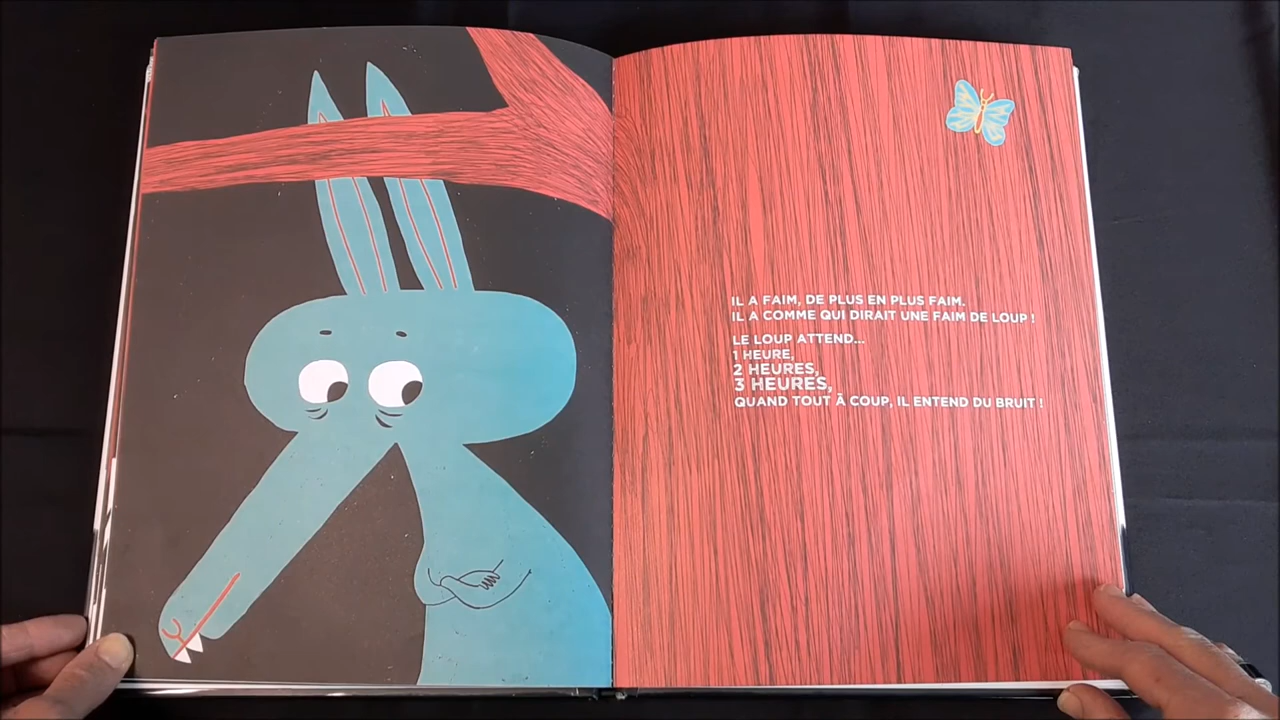 IL A FAIM, DE PLUS EN PLUS FAIM.
IL A COMME QUI DIRAIT UNE FAIM DE LOUP !
LE LOUP ATTEND...
1 HEURE,
2 HEURES,
3 HEURES,
QUAND TOUT À COUP, IL ENTEND DU BRUIT !